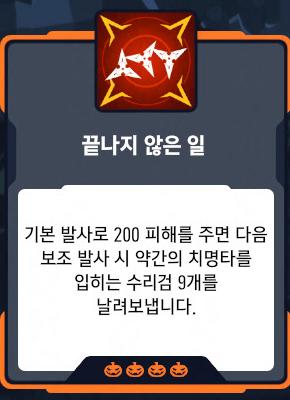 끝나지 않은 일
기본 발사로 200 피해를 주면 다음
보조 발사 시 약간의 치명타를
입히는 수리검 9개를
날려보냅니다.